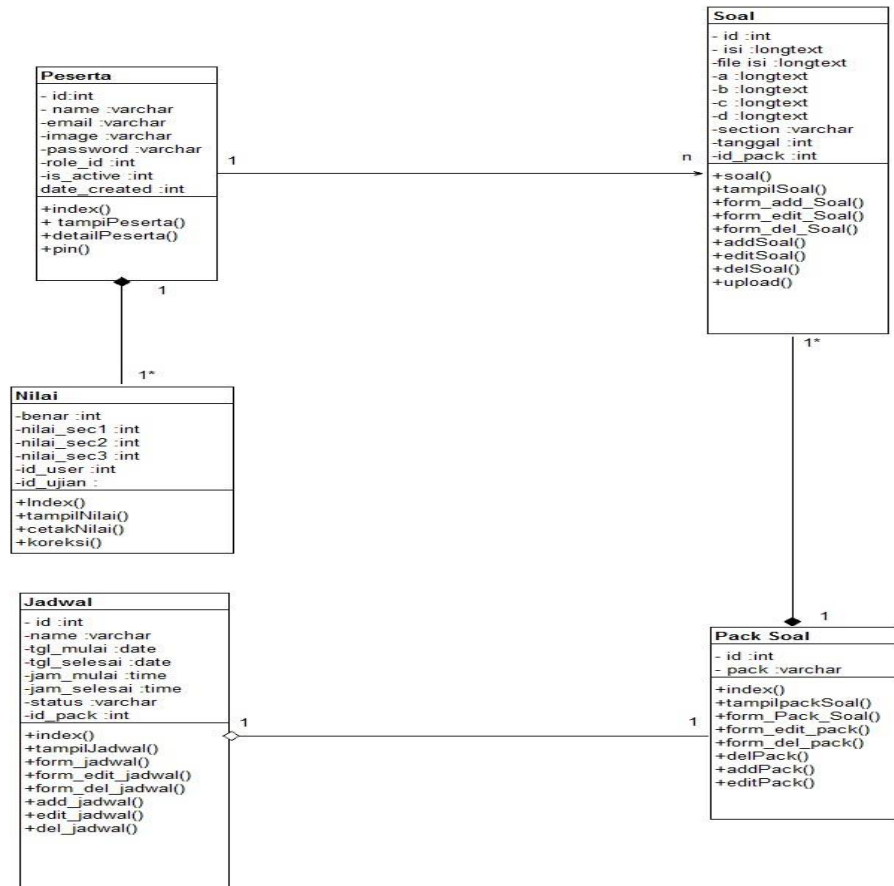 Peserta
- id:int
- name :varchar
-email :varchar
-image :varchar
-password :varchar
-role_id :int
-is_active :int
date_created :int
+index()
+ tampiPeserta()
+detailPeserta()
+pin()
1
n
Soal
- id :int
- isi :longtext
-file isi :longtext
-a :longtext
-b :longtext
-c :longtext
-d :longtext
-section :varchar
-tanggal :int
-id_pack :int
+soal()
+tampilSoal()
+form_add_Soal()
+form_edit_Soal()
+form_del_Soal()
+addSoal()
+editSoal()
+delSoal()
+upload()
1
1*
Nilai
-benar :int
-nilai_sec1 :int
-nilai_sec2 :int
-nilai_sec3 :int
-id_user :int
-id_ujian :
+Index()
+tampilNilai()
+cetakNilai()
+koreksi()
1*
1
Jadwal
- id :int
-name :varchar
-tgl_mulai :date
-tgl_selesai :date
-jam_mulai :time
-jam_selesai :time
-status :varchar
-id_pack :int
+index()
+tampilJadwal()
+form_jadwal()
+form_edit_jadwal()
+form_del_jadwal()
+add_jadwal()
+edit_jadwal()
+del_jadwal()
1
1
Pack Soal
- id :int
- pack :varchar
+index()
+tampilpackSoal()
+form_Pack_Soal()
+form_edit_pack()
+form_del_pack()
+delPack()
+addPack()
+editPack()